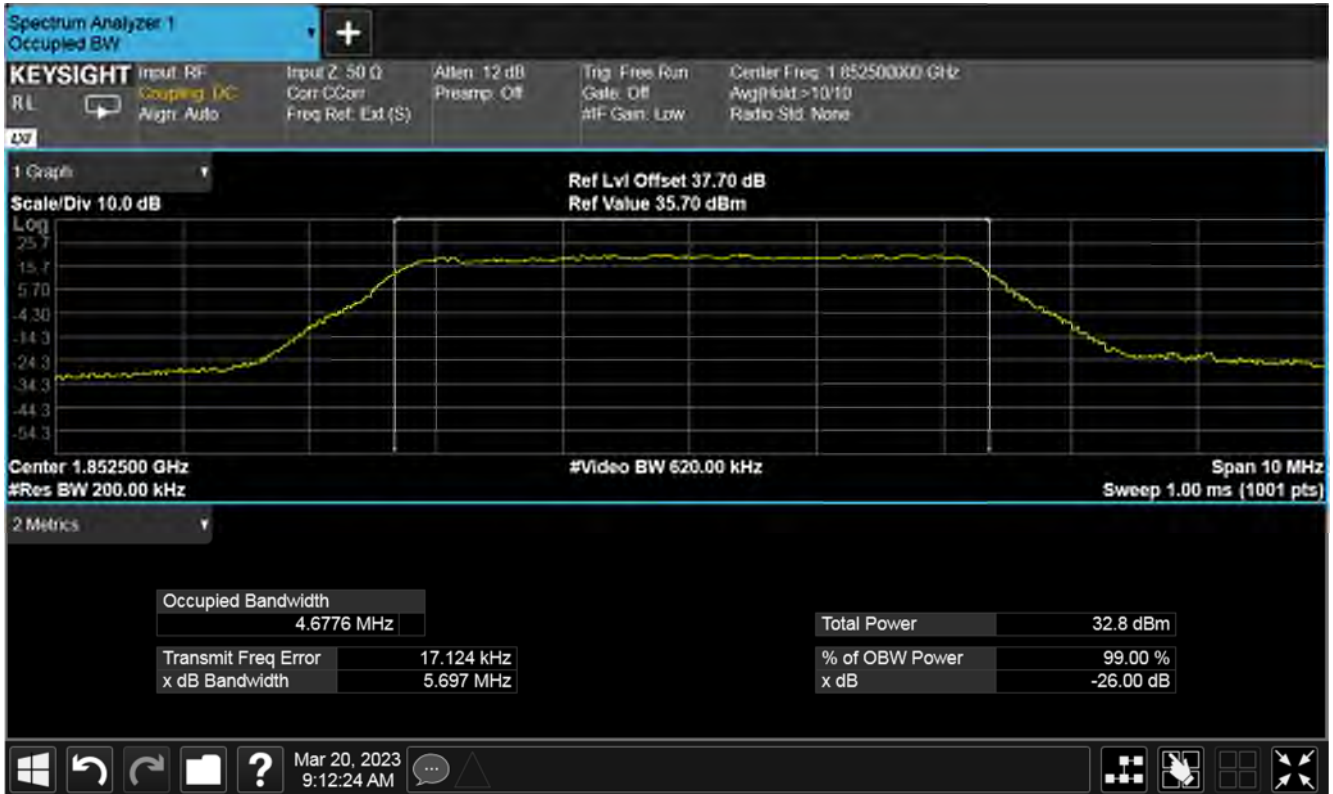 Spectrum Analyzer 1
Occupied BW
+
KEYSIGHT
Input: RF
Coupling: DC
Align: Auto
Input Z: 50 Ω
Corr CCorr
Freq Ref: Ext (S)
Atten: 12 dB
Preamp: Off
Trig: Free Run
Gate: Off
#IF Gain: Low
Center Freq: 1.852500000 GHz
Avg|Hold:>10/10
Radio Std: None
R L
LXI
1 Graph
Scale/Div 10.0 dB
Ref Lvl Offset 37.70 dB
Ref Value 35.70 dBm
Log
25.7
15.7
5.70
-4.30
-14.3
-24.3
-34.3
-44.3
-54.3
Center 1.852500 GHz
#Video BW 620.00 kHz
Span 10 MHz
#Res BW 200.00 kHz
Sweep 1.00 ms (1001 pts)
2 Metrics
Occupied Bandwidth
4.6776 MHz
Transmit Freq Error 17.124 kHz
x dB Bandwidth 5.697 MHz
Total Power 32.8 dBm
% of OBW Power 99.00 %
x dB -26.00 dB
?
Mar 20, 2023
9:12:24 AM